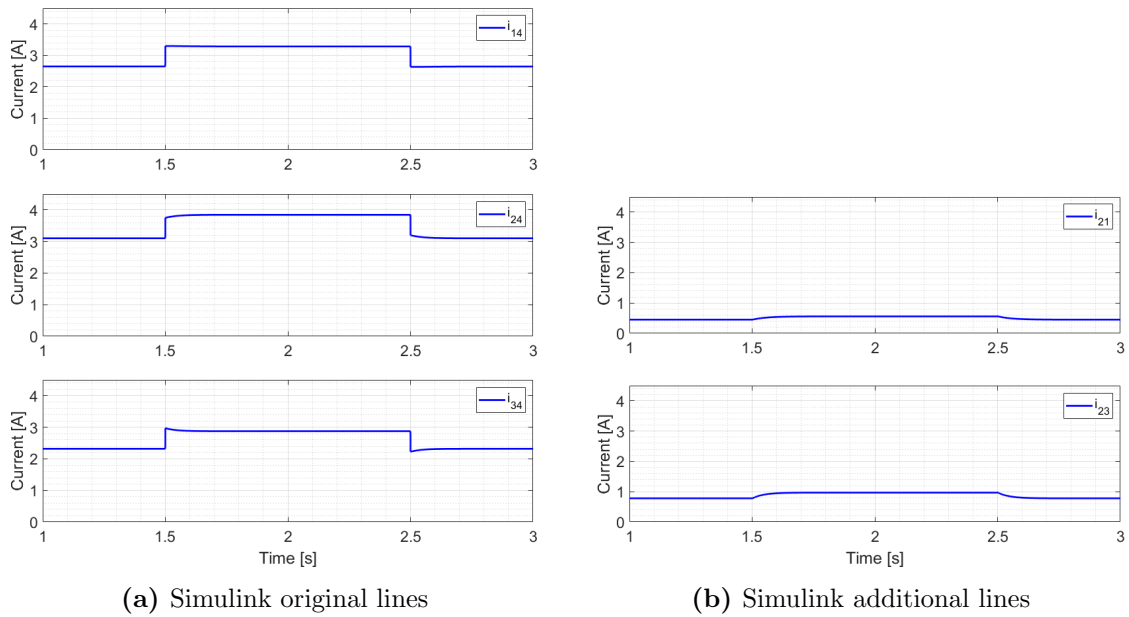 i14
Current [A]
4
3
2
1
0
1 1.5 2 2.5 3
i24
Current [A]
4
3
2
1
0
1 1.5 2 2.5 3
i34
Current [A]
4
3
2
1
0
1 1.5 2 2.5 3
Time [s]
(a) Simulink original lines
i21
Current [A]
4
3
2
1
0
1 1.5 2 2.5 3
i23
Current [A]
4
3
2
1
0
1 1.5 2 2.5 3
Time [s]
(b) Simulink additional lines